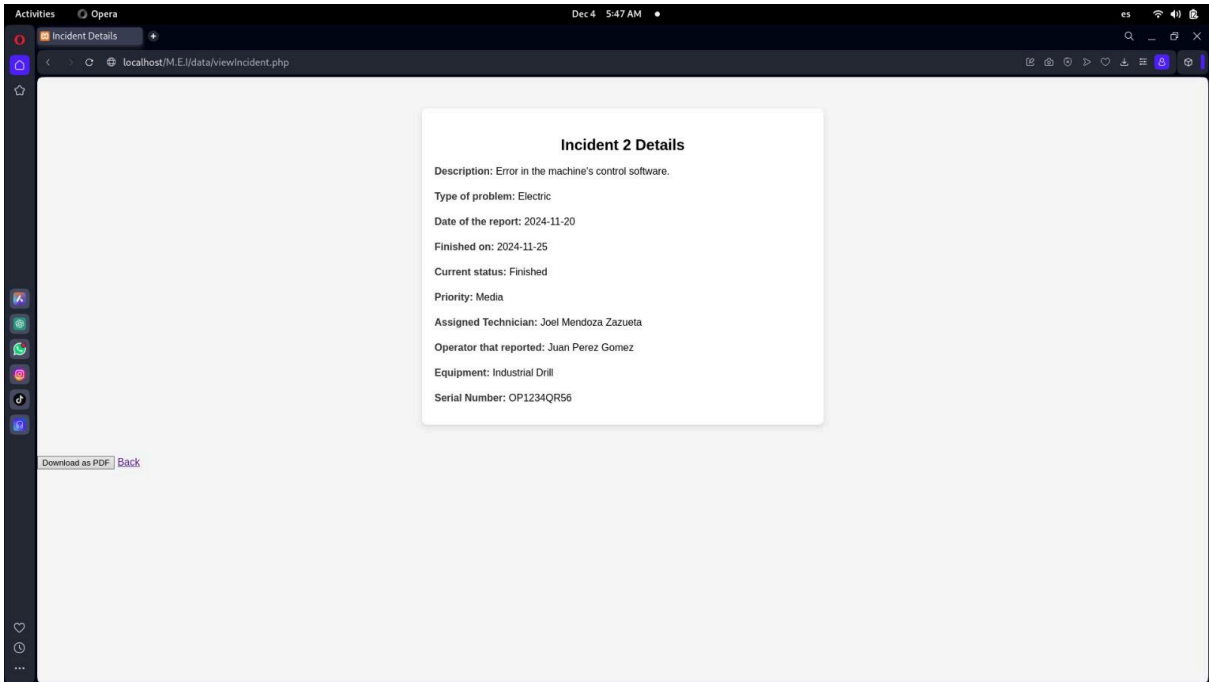 Activities Opera Dec 4 5:47 AM es
Incident Details
localhost/M.E.I/data/viewIncident.php
Incident 2 Details
Description: Error in the machine's control software.
Type of problem: Electric
Date of the report: 2024-11-20
Finished on: 2024-11-25
Current status: Finished
Priority: Media
Assigned Technician: Joel Mendoza Zazueta
Operator that reported: Juan Perez Gomez
Equipment: Industrial Drill
Serial Number: OP1234QR56
Download as PDF Back